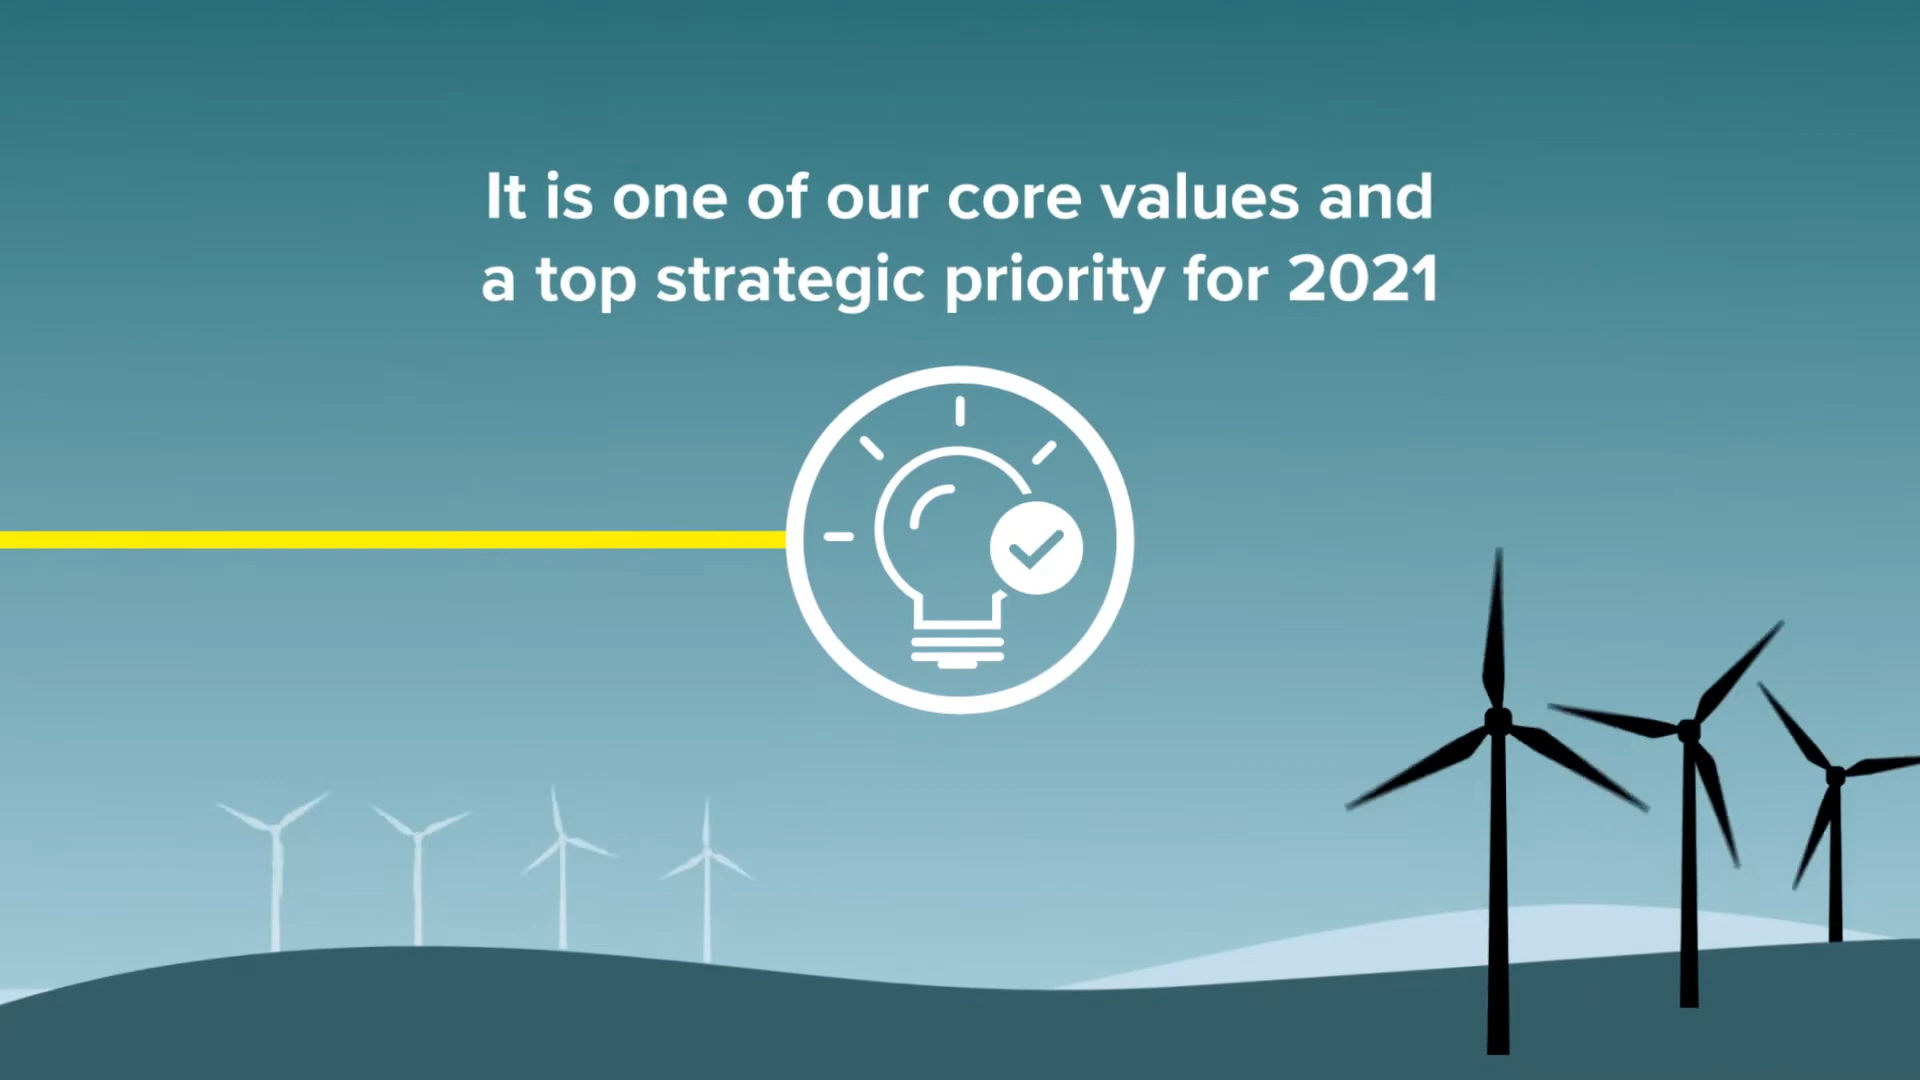 It is one of our core values and
a top strategic priority for 2021